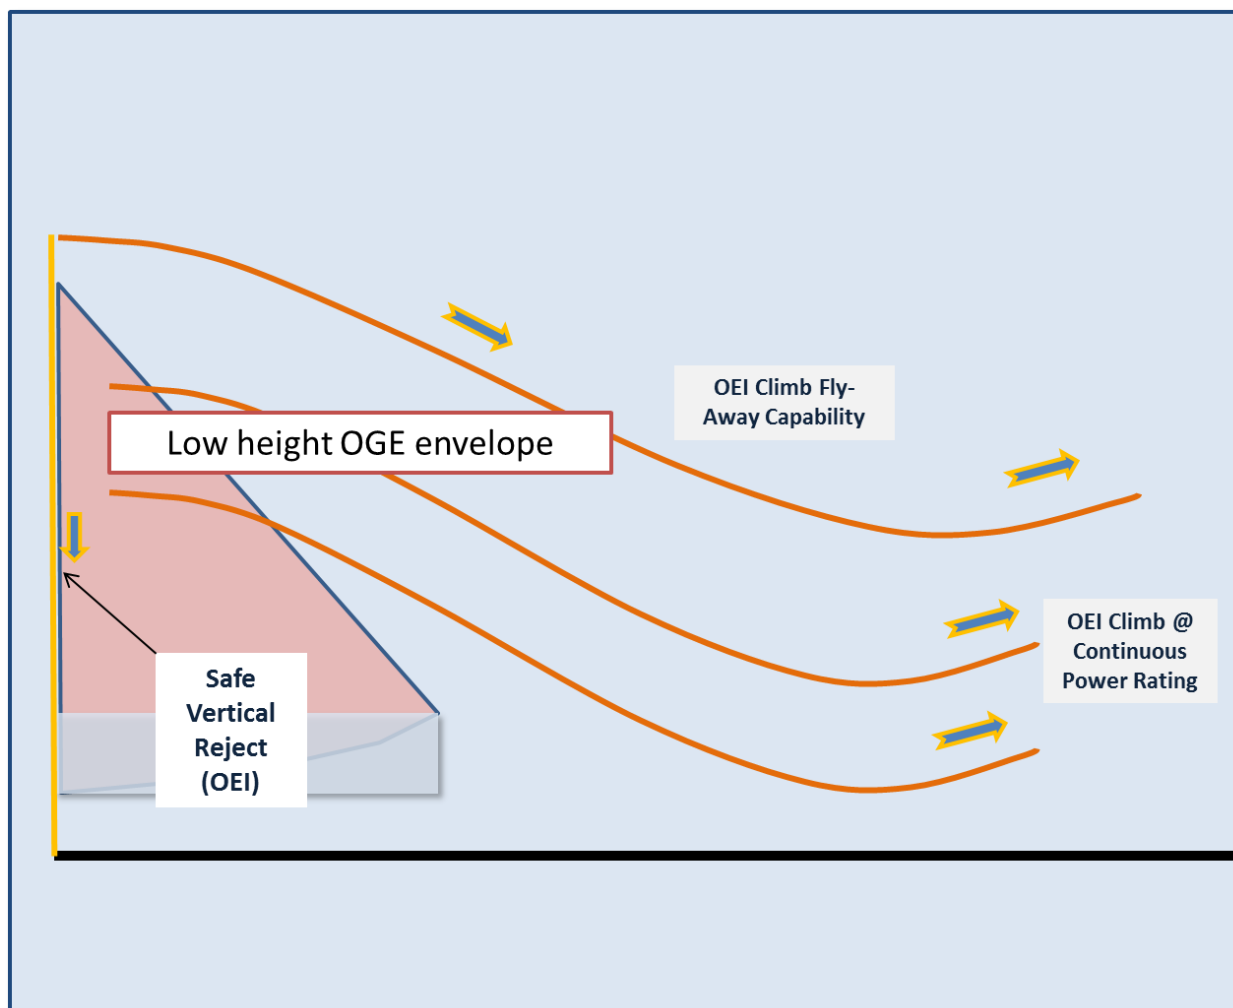 OEI Climb Fly-
Away Capability
Low height OGE envelope
OEI Climb @
Continuous
Power Rating
Safe
Vertical
Reject
(OEI)